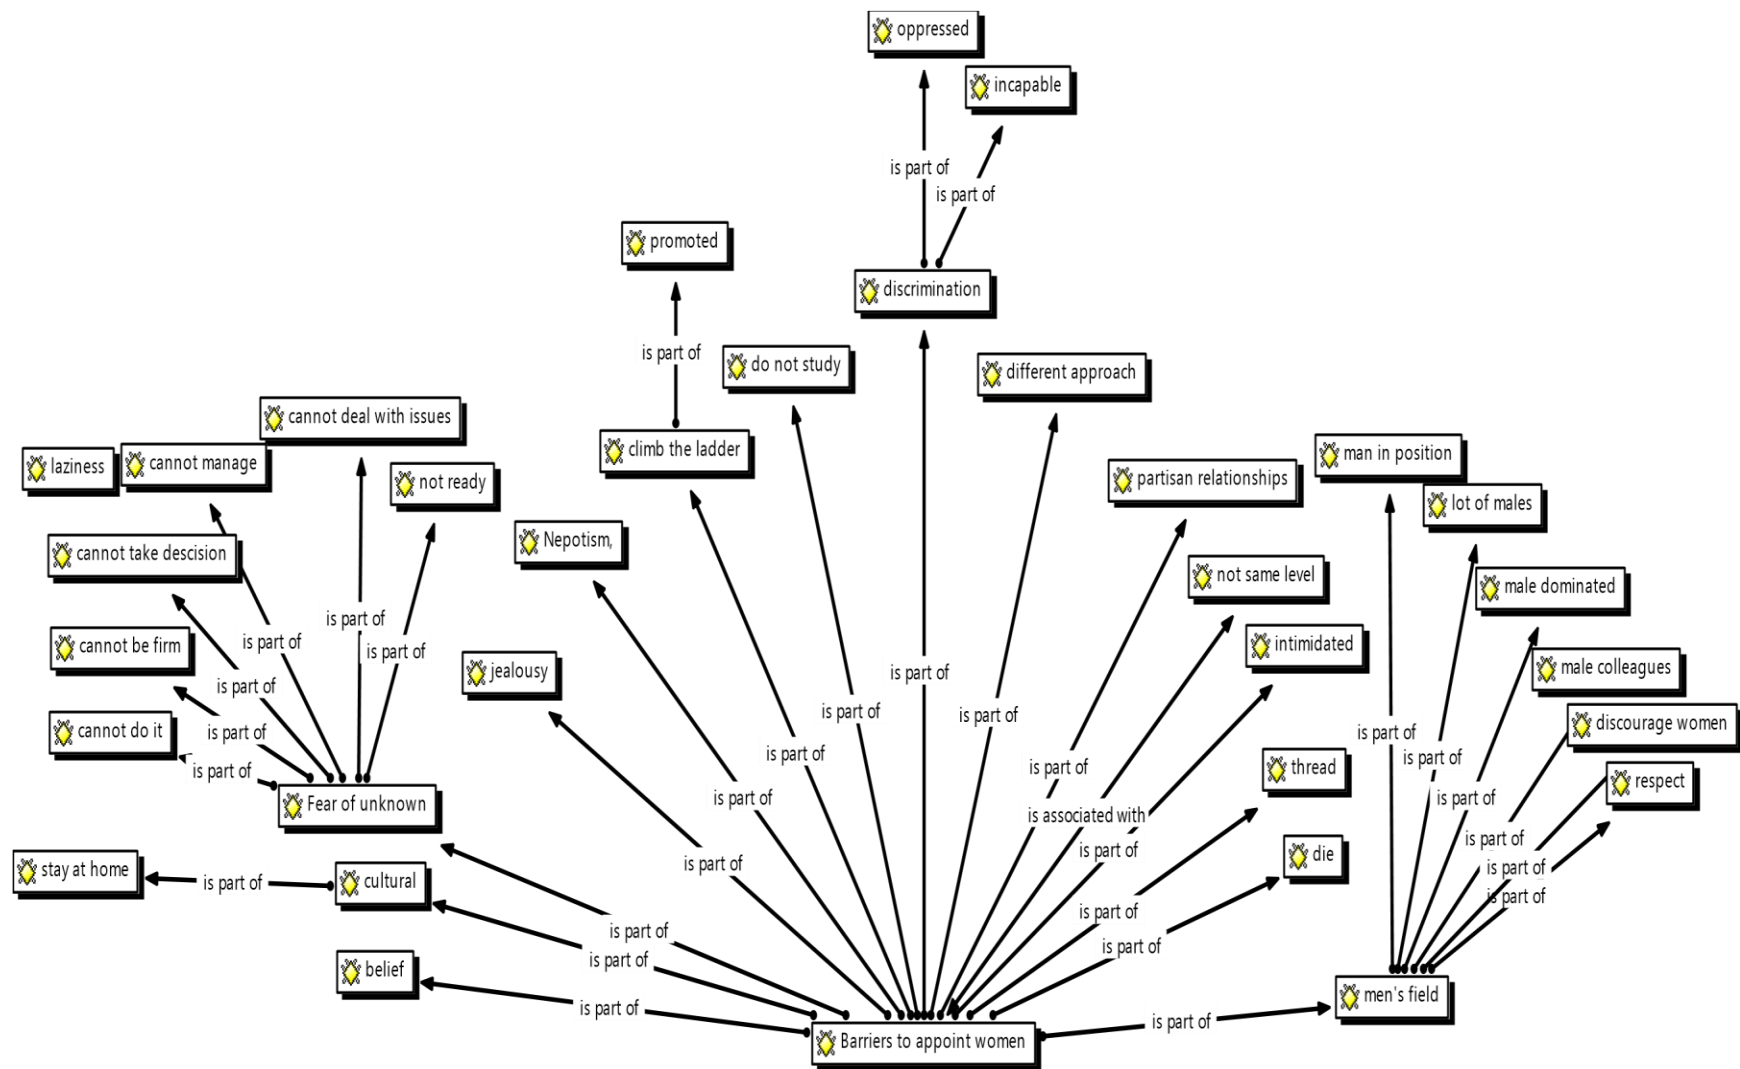 oppressed
incapable
is part of
is part of
promoted
discrimination
is part of
do not study
different approach
cannot deal with issues
climb the ladder
man in position
laziness
cannot manage
not ready
partisan relationships
lot of males
Nepotism,
cannot take descision
not same level
male dominated
is part of
cannot be firm
is part of
is part of
intimidated
male colleagues
jealousy
is part of
is part of
is part of
is part of
discourage women
cannot do it
is part of
is part of
is part of
is part of
is part of
thread
is part of
respect
Fear of unknown
is part of
is part of
is associated with
is part of
stay at home
is part of
cultural
is part of
is part of
die
is part of
is part of
is part of
is part of
is part of
is part of
belief
is part of
men's field
is part of
is part of
Barriers to appoint women